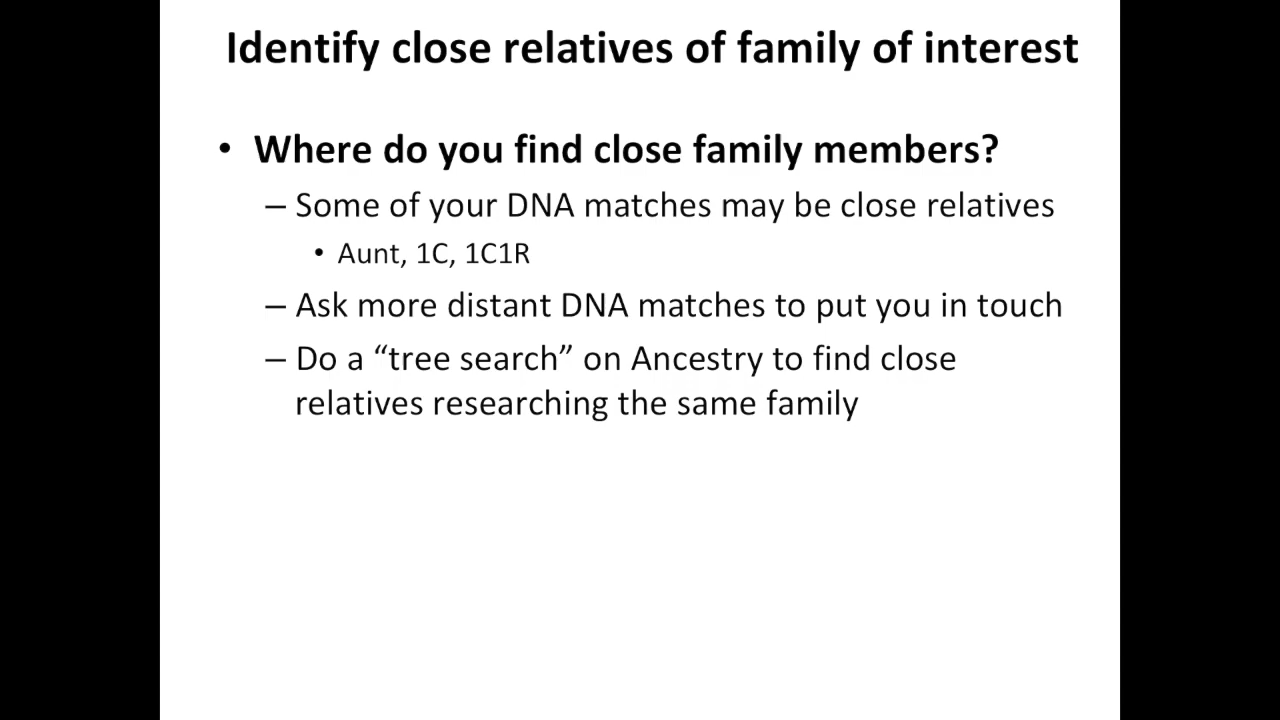 Identify close relatives of family of interest
• Where do you find close family members?
– Some of your DNA matches may be close relatives
• Aunt, 1C, 1C1R
– Ask more distant DNA matches to put you in touch
– Do a “tree search” on Ancestry to find close
relatives researching the same family